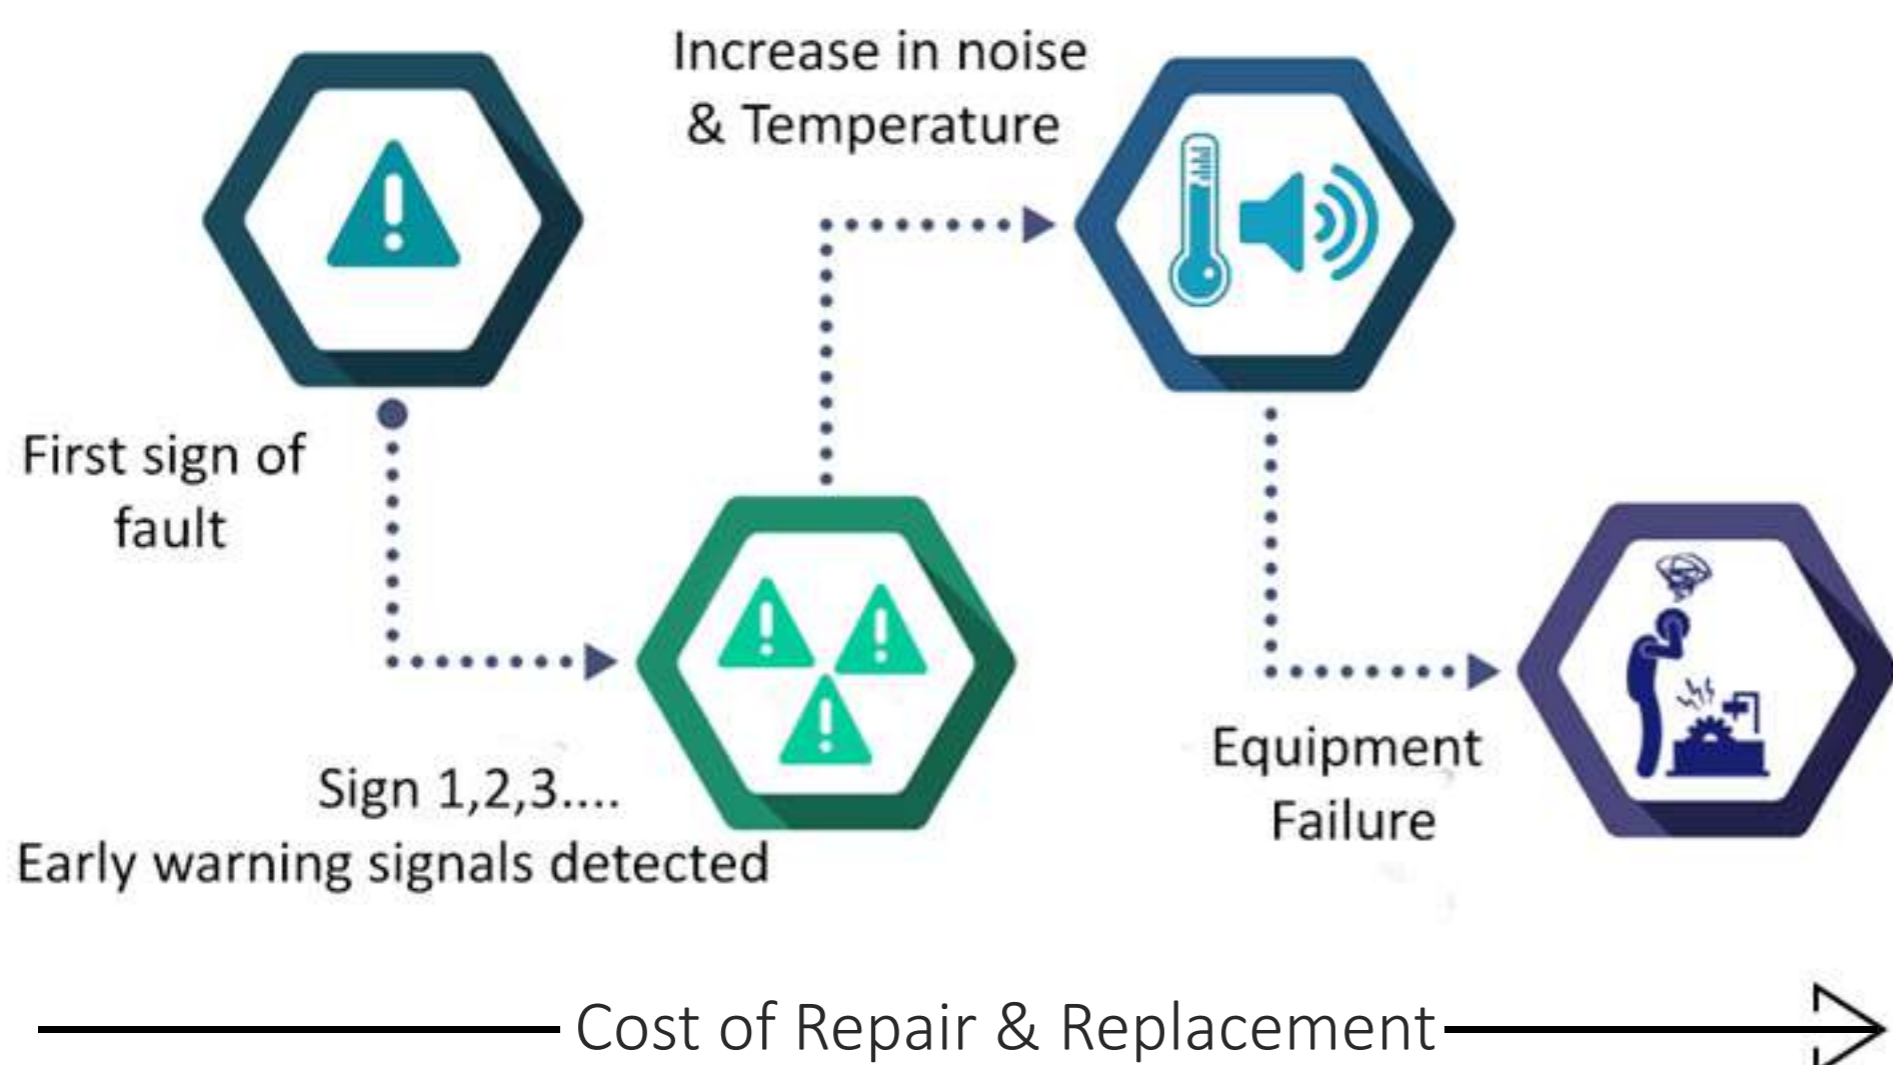 Increase in noise
& Temperature
First sign of
fault
Sign 1,2,3....
Early warning signals detected
Equipment
Failure
Cost of Repair & Replacement